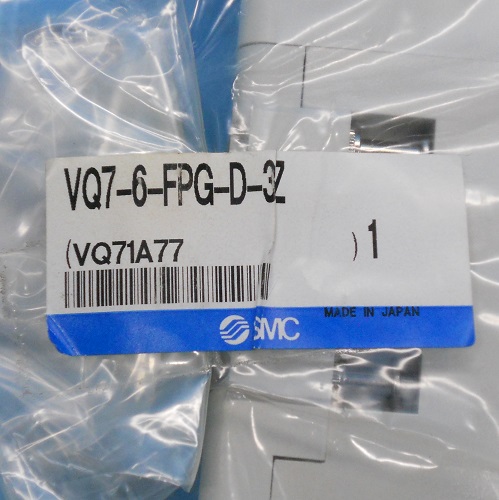 VQ7-6-FPG-D-3Z
(VQ71A77 ) 1
MADE IN JAPAN
SMC